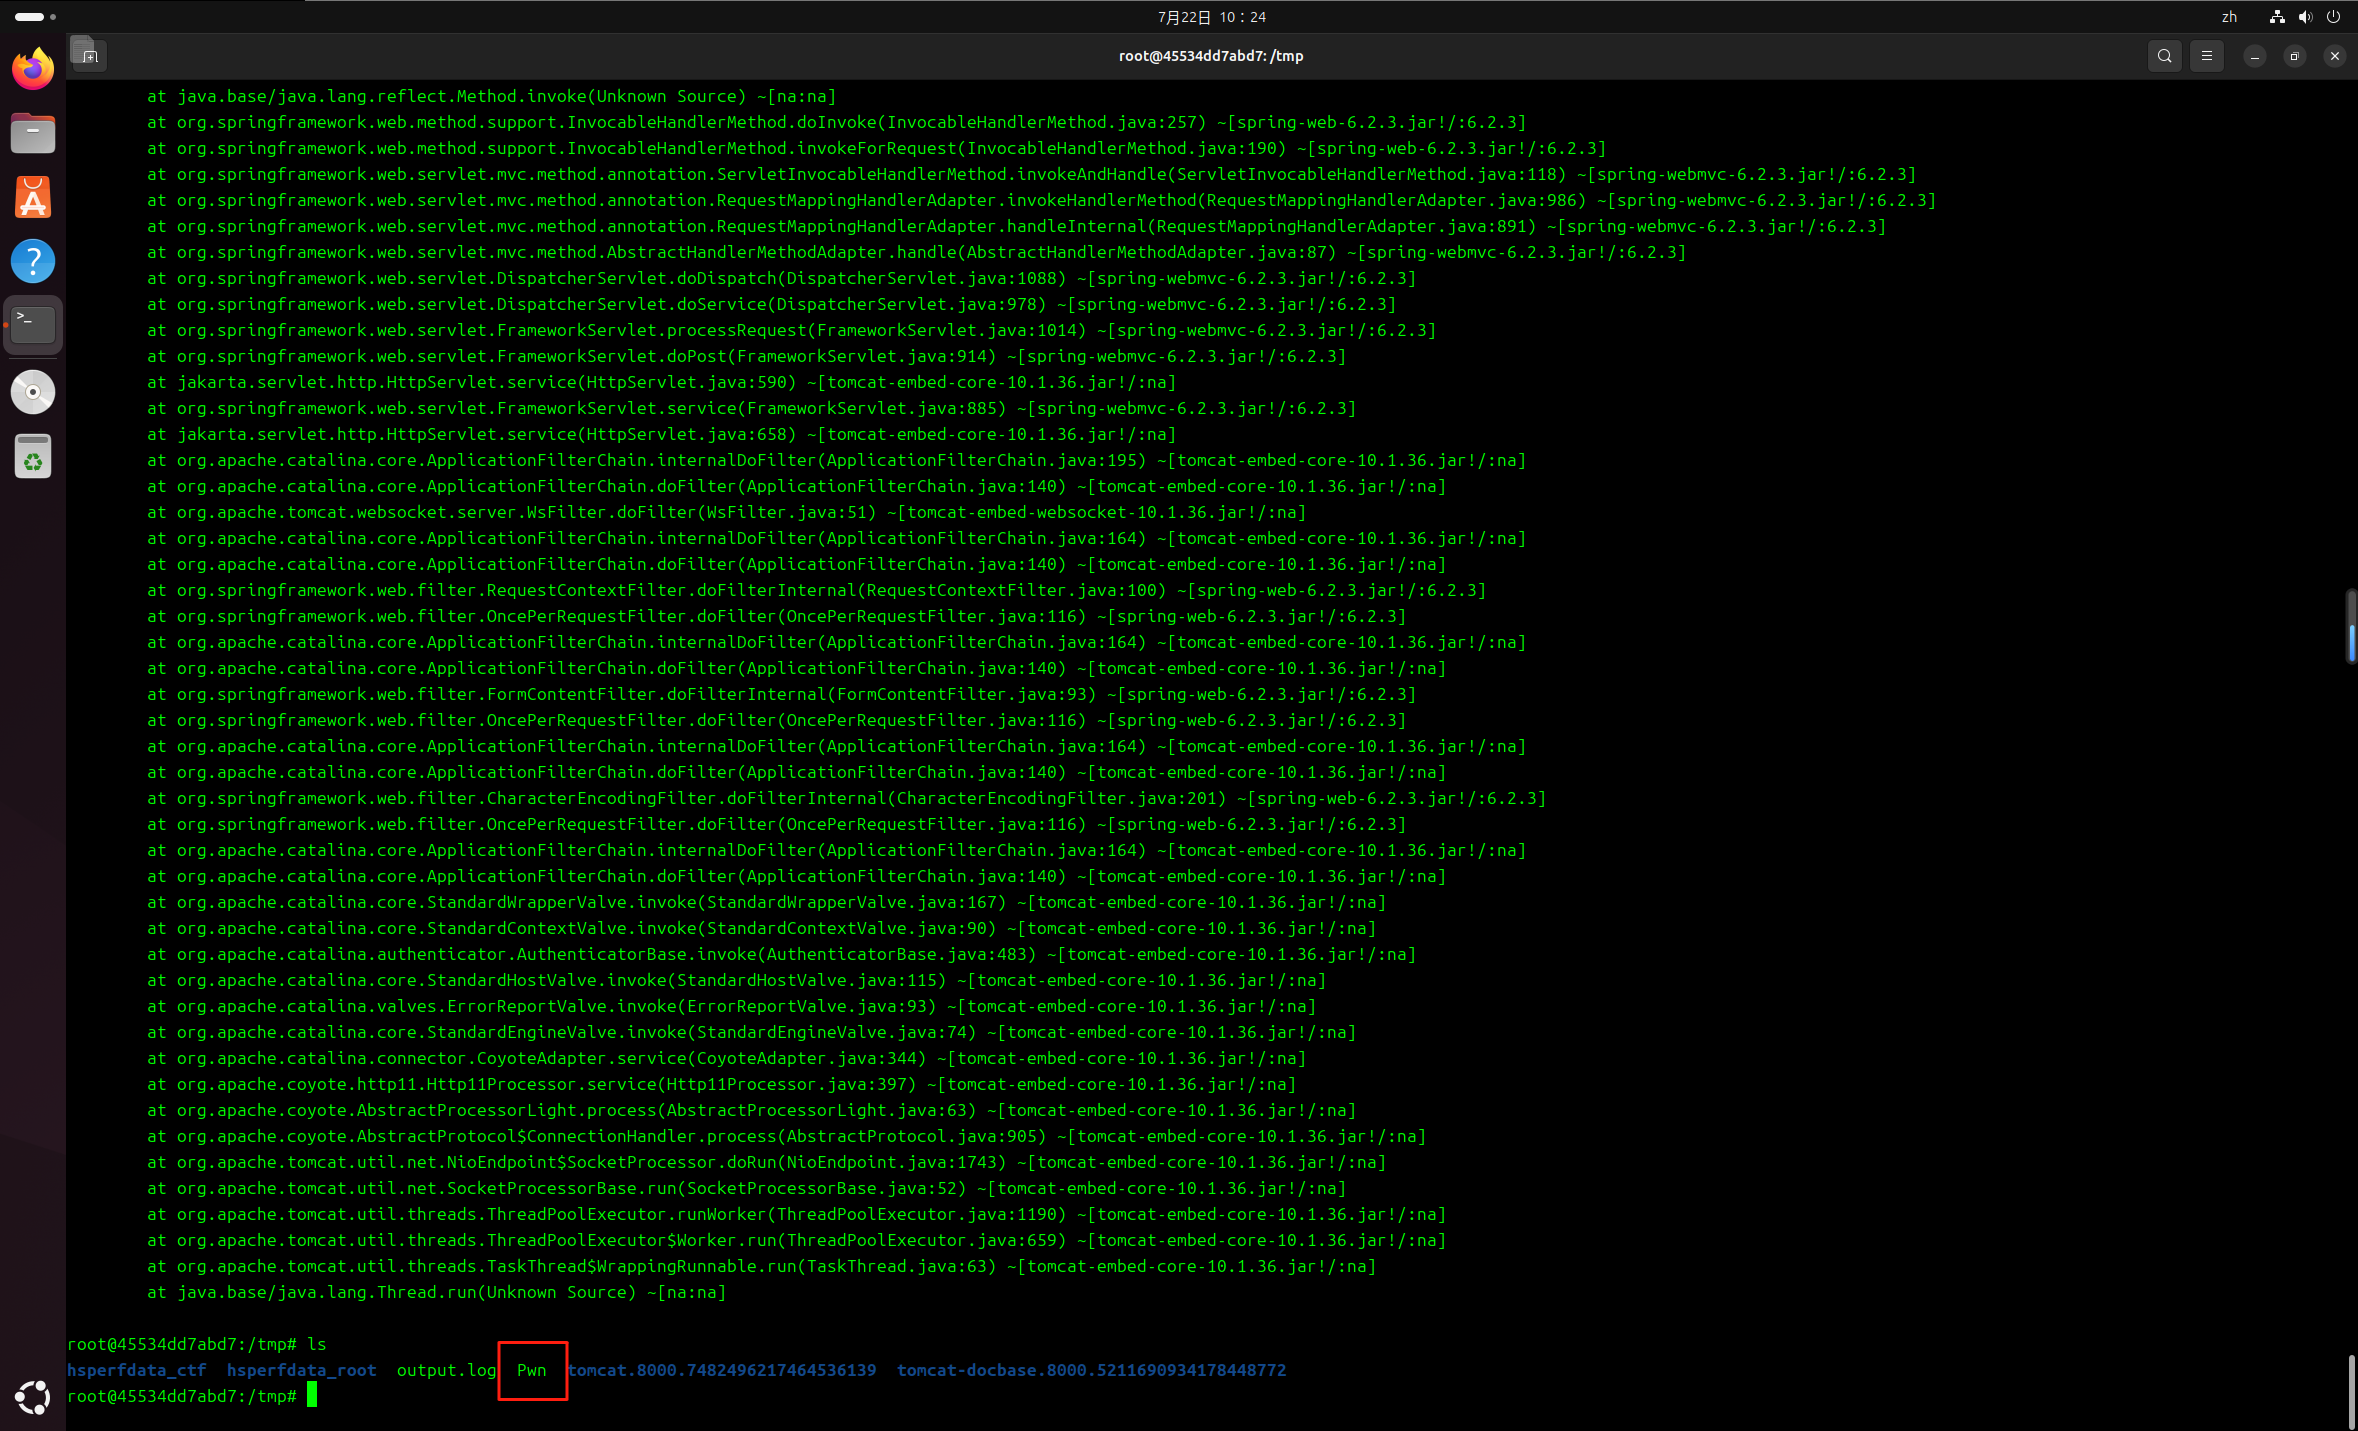 7月22日 10：24
zh
root@45534dd7abd7: /tmp
at java.base/java.lang.reflect.Method.invoke(Unknown Source) ~[na:na]
at org.springframework.web.method.support.InvocableHandlerMethod.doInvoke(InvocableHandlerMethod.java:257) ~[spring-web-6.2.3.jar!/:6.2.3]
at org.springframework.web.method.support.InvocableHandlerMethod.invokeForRequest(InvocableHandlerMethod.java:190) ~[spring-web-6.2.3.jar!/:6.2.3]
at org.springframework.web.servlet.mvc.method.annotation.ServletInvocableHandlerMethod.invokeAndHandle(ServletInvocableHandlerMethod.java:118) ~[spring-webmvc-6.2.3.jar!/:6.2.3]
at org.springframework.web.servlet.mvc.method.annotation.RequestMappingHandlerAdapter.invokeHandlerMethod(RequestMappingHandlerAdapter.java:986) ~[spring-webmvc-6.2.3.jar!/:6.2.3]
at org.springframework.web.servlet.mvc.method.annotation.RequestMappingHandlerAdapter.handleInternal(RequestMappingHandlerAdapter.java:891) ~[spring-webmvc-6.2.3.jar!/:6.2.3]
at org.springframework.web.servlet.mvc.method.AbstractHandlerMethodAdapter.handle(AbstractHandlerMethodAdapter.java:87) ~[spring-webmvc-6.2.3.jar!/:6.2.3]
at org.springframework.web.servlet.DispatcherServlet.doDispatch(DispatcherServlet.java:1088) ~[spring-webmvc-6.2.3.jar!/:6.2.3]
at org.springframework.web.servlet.DispatcherServlet.doService(DispatcherServlet.java:978) ~[spring-webmvc-6.2.3.jar!/:6.2.3]
at org.springframework.web.servlet.FrameworkServlet.processRequest(FrameworkServlet.java:1014) ~[spring-webmvc-6.2.3.jar!/:6.2.3]
at org.springframework.web.servlet.FrameworkServlet.doPost(FrameworkServlet.java:914) ~[spring-webmvc-6.2.3.jar!/:6.2.3]
at jakarta.servlet.http.HttpServlet.service(HttpServlet.java:590) ~[tomcat-embed-core-10.1.36.jar!/:na]
at org.springframework.web.servlet.FrameworkServlet.service(FrameworkServlet.java:885) ~[spring-webmvc-6.2.3.jar!/:6.2.3]
at jakarta.servlet.http.HttpServlet.service(HttpServlet.java:658) ~[tomcat-embed-core-10.1.36.jar!/:na]
at org.apache.catalina.core.ApplicationFilterChain.internalDoFilter(ApplicationFilterChain.java:195) ~[tomcat-embed-core-10.1.36.jar!/:na]
at org.apache.catalina.core.ApplicationFilterChain.doFilter(ApplicationFilterChain.java:140) ~[tomcat-embed-core-10.1.36.jar!/:na]
at org.apache.tomcat.websocket.server.WsFilter.doFilter(WsFilter.java:51) ~[tomcat-embed-websocket-10.1.36.jar!/:na]
at org.apache.catalina.core.ApplicationFilterChain.internalDoFilter(ApplicationFilterChain.java:164) ~[tomcat-embed-core-10.1.36.jar!/:na]
at org.apache.catalina.core.ApplicationFilterChain.doFilter(ApplicationFilterChain.java:140) ~[tomcat-embed-core-10.1.36.jar!/:na]
at org.springframework.web.filter.RequestContextFilter.doFilterInternal(RequestContextFilter.java:100) ~[spring-web-6.2.3.jar!/:6.2.3]
at org.springframework.web.filter.OncePerRequestFilter.doFilter(OncePerRequestFilter.java:116) ~[spring-web-6.2.3.jar!/:6.2.3]
at org.apache.catalina.core.ApplicationFilterChain.internalDoFilter(ApplicationFilterChain.java:164) ~[tomcat-embed-core-10.1.36.jar!/:na]
at org.apache.catalina.core.ApplicationFilterChain.doFilter(ApplicationFilterChain.java:140) ~[tomcat-embed-core-10.1.36.jar!/:na]
at org.springframework.web.filter.FormContentFilter.doFilterInternal(FormContentFilter.java:93) ~[spring-web-6.2.3.jar!/:6.2.3]
at org.springframework.web.filter.OncePerRequestFilter.doFilter(OncePerRequestFilter.java:116) ~[spring-web-6.2.3.jar!/:6.2.3]
at org.apache.catalina.core.ApplicationFilterChain.internalDoFilter(ApplicationFilterChain.java:164) ~[tomcat-embed-core-10.1.36.jar!/:na]
at org.apache.catalina.core.ApplicationFilterChain.doFilter(ApplicationFilterChain.java:140) ~[tomcat-embed-core-10.1.36.jar!/:na]
at org.springframework.web.filter.CharacterEncodingFilter.doFilterInternal(CharacterEncodingFilter.java:201) ~[spring-web-6.2.3.jar!/:6.2.3]
at org.springframework.web.filter.OncePerRequestFilter.doFilter(OncePerRequestFilter.java:116) ~[spring-web-6.2.3.jar!/:6.2.3]
at org.apache.catalina.core.ApplicationFilterChain.internalDoFilter(ApplicationFilterChain.java:164) ~[tomcat-embed-core-10.1.36.jar!/:na]
at org.apache.catalina.core.ApplicationFilterChain.doFilter(ApplicationFilterChain.java:140) ~[tomcat-embed-core-10.1.36.jar!/:na]
at org.apache.catalina.core.StandardWrapperValve.invoke(StandardWrapperValve.java:167) ~[tomcat-embed-core-10.1.36.jar!/:na]
at org.apache.catalina.core.StandardContextValve.invoke(StandardContextValve.java:90) ~[tomcat-embed-core-10.1.36.jar!/:na]
at org.apache.catalina.authenticator.AuthenticatorBase.invoke(AuthenticatorBase.java:483) ~[tomcat-embed-core-10.1.36.jar!/:na]
at org.apache.catalina.core.StandardHostValve.invoke(StandardHostValve.java:115) ~[tomcat-embed-core-10.1.36.jar!/:na]
at org.apache.catalina.valves.ErrorReportValve.invoke(ErrorReportValve.java:93) ~[tomcat-embed-core-10.1.36.jar!/:na]
at org.apache.catalina.core.StandardEngineValve.invoke(StandardEngineValve.java:74) ~[tomcat-embed-core-10.1.36.jar!/:na]
at org.apache.catalina.connector.CoyoteAdapter.service(CoyoteAdapter.java:344) ~[tomcat-embed-core-10.1.36.jar!/:na]
at org.apache.coyote.http11.Http11Processor.service(Http11Processor.java:397) ~[tomcat-embed-core-10.1.36.jar!/:na]
at org.apache.coyote.AbstractProcessorLight.process(AbstractProcessorLight.java:63) ~[tomcat-embed-core-10.1.36.jar!/:na]
at org.apache.coyote.AbstractProtocol$ConnectionHandler.process(AbstractProtocol.java:905) ~[tomcat-embed-core-10.1.36.jar!/:na]
at org.apache.tomcat.util.net.NioEndpoint$SocketProcessor.doRun(NioEndpoint.java:1743) ~[tomcat-embed-core-10.1.36.jar!/:na]
at org.apache.tomcat.util.net.SocketProcessorBase.run(SocketProcessorBase.java:52) ~[tomcat-embed-core-10.1.36.jar!/:na]
at org.apache.tomcat.util.threads.ThreadPoolExecutor.runWorker(ThreadPoolExecutor.java:1190) ~[tomcat-embed-core-10.1.36.jar!/:na]
at org.apache.tomcat.util.threads.ThreadPoolExecutor$Worker.run(ThreadPoolExecutor.java:659) ~[tomcat-embed-core-10.1.36.jar!/:na]
at org.apache.tomcat.util.threads.TaskThread$WrappingRunnable.run(TaskThread.java:63) ~[tomcat-embed-core-10.1.36.jar!/:na]
at java.base/java.lang.Thread.run(Unknown Source) ~[na:na]
root@45534dd7abd7:/tmp# ls
hsperfdata_ctf hsperfdata_root output.log Pwn tomcat.8000.7482496217464536139 tomcat-docbase.8000.5211690934178448772
root@45534dd7abd7:/tmp#